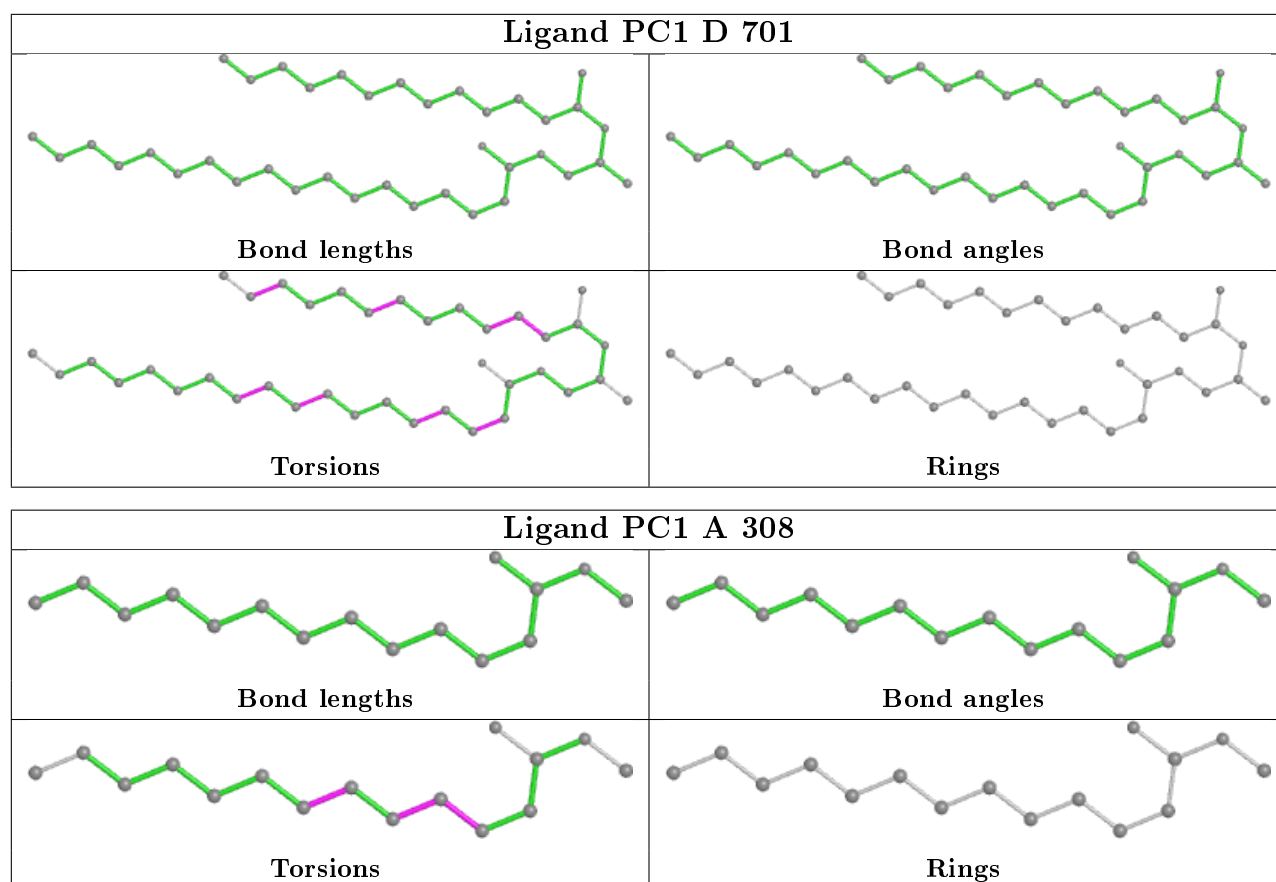 Ligand PC1 D 701
Bond lengths
Bond angles
Torsions
Rings
Ligand PC1 A 308
Bond lengths
Bond angles
Torsions
Rings